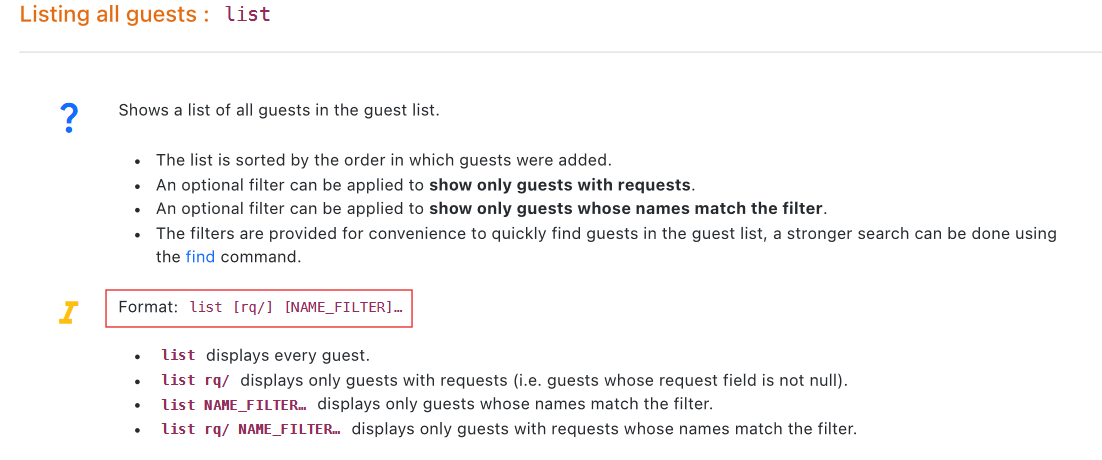 Listing all guests : list
?
Shows a list of all guests in the guest list.
• The list is sorted by the order in which guests were added.
• An optional filter can be applied to show only guests with requests.
• An optional filter can be applied to show only guests whose names match the filter.
• The filters are provided for convenience to quickly find guests in the guest list, a stronger search can be done using
the find command.
I
Format: list [rq/] [NAME_FILTER]…
• list displays every guest.
• list rq/ displays only guests with requests (i.e. guests whose request field is not null).
• list NAME_FILTER… displays only guests whose names match the filter.
• list rq/ NAME_FILTER… displays only guests with requests whose names match the filter.